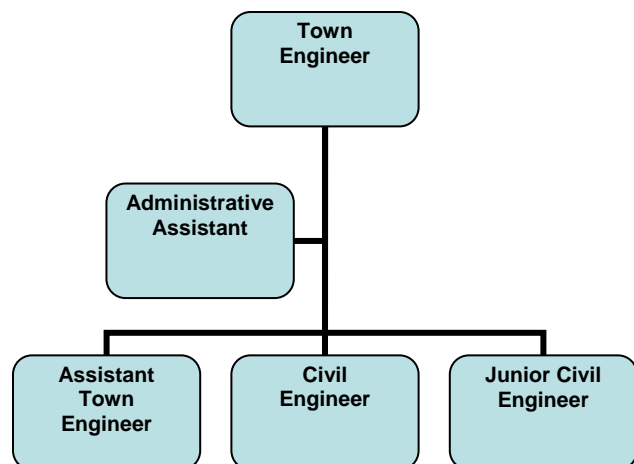 Town
Engineer
Administrative
Assistant
Assistant
Town
Engineer
Civil
Engineer
Junior Civil
Engineer